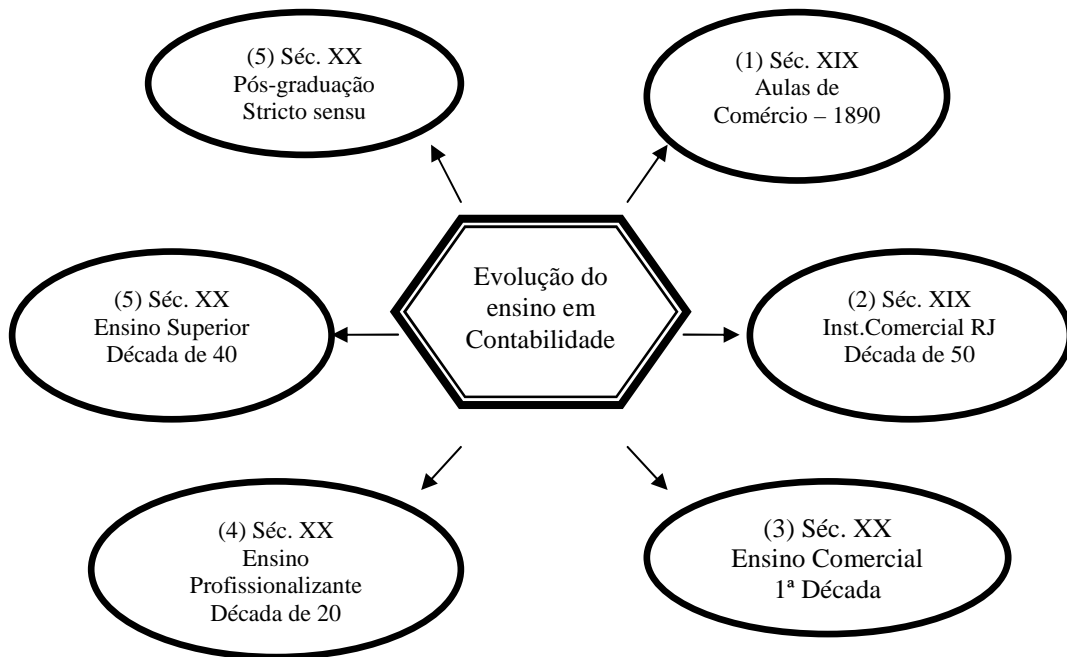 (5) Séc. XX
Pós-graduação
Stricto sensu
(1) Séc. XIX
Aulas de
Comércio – 1890
Evolução do
ensino em
Contabilidade
(5) Séc. XX
Ensino Superior
Década de 40
(2) Séc. XIX
Inst.Comercial RJ
Década de 50
(4) Séc. XX
Ensino
Profissionalizante
Década de 20
(3) Séc. XX
Ensino Comercial
1ª Década